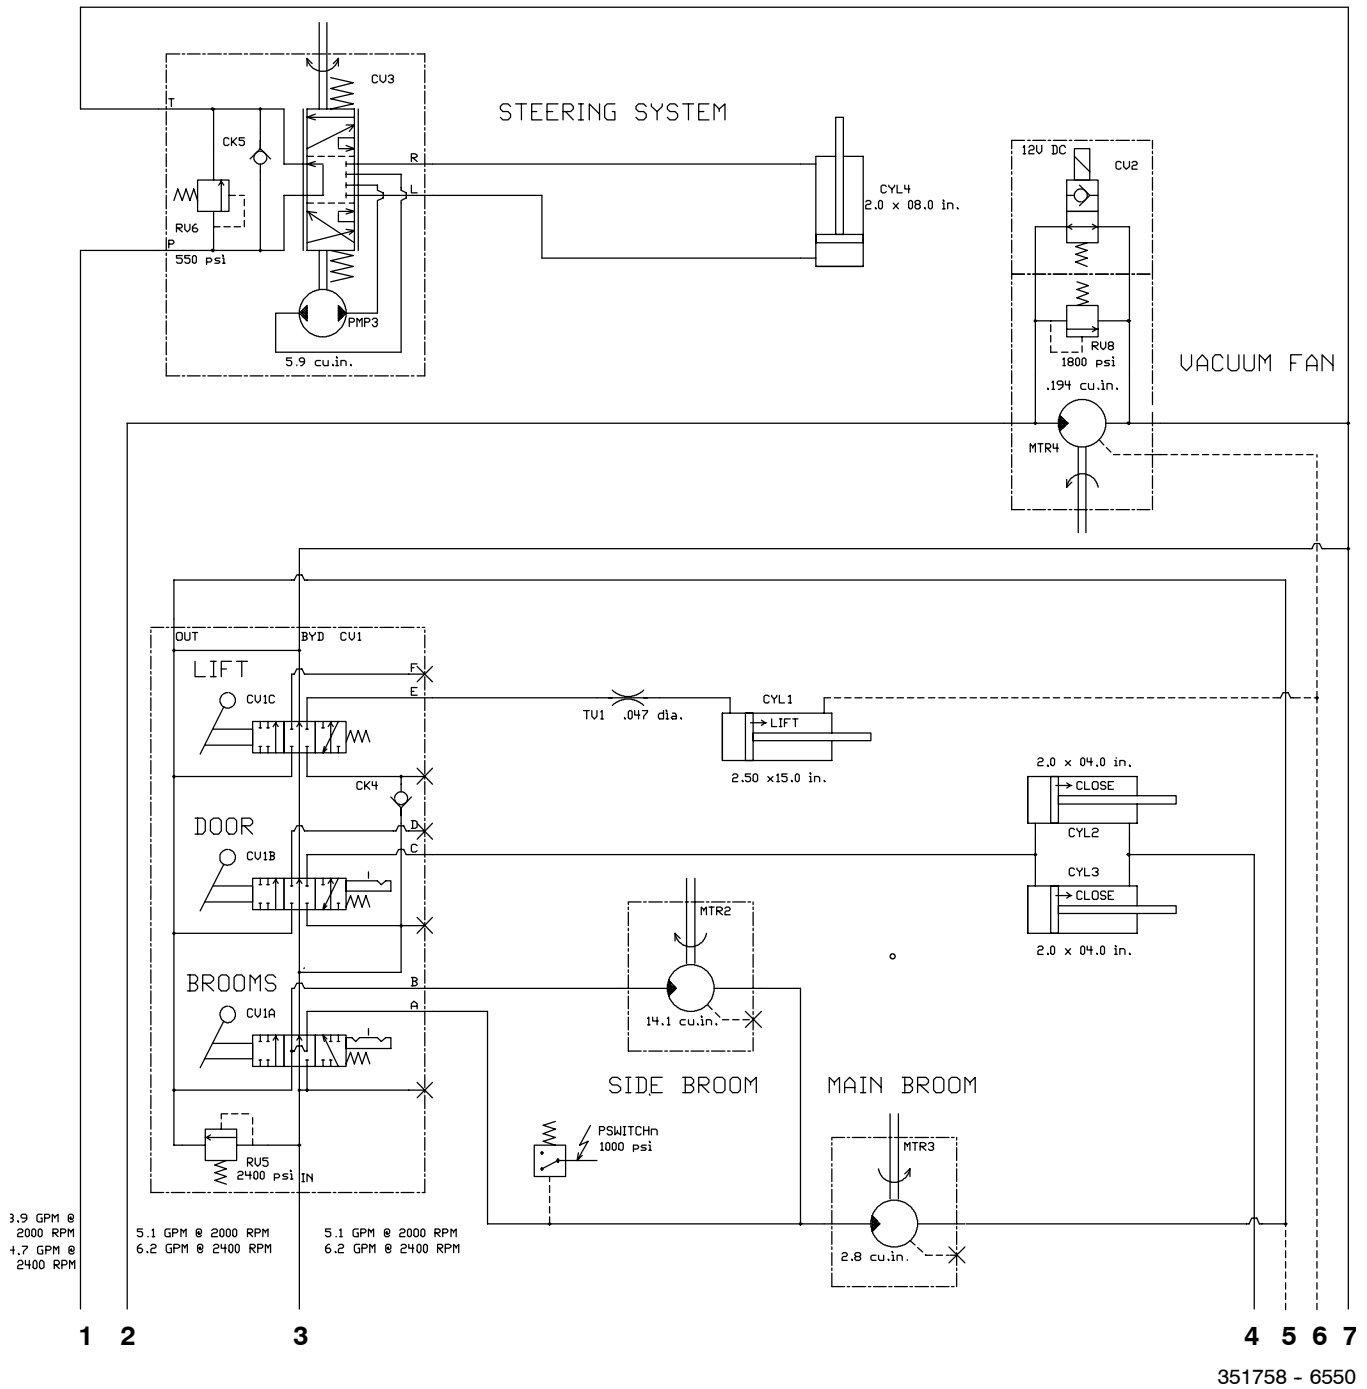 CV3
STEERING SYSTEM
T
CK5
12V DC
CV2
R
CYL4
2.0 x 08.0 in.
L
RV6
P
550 psi
PMP3
5.9 cu.in.
RV8
1800 psi
VACUUM FAN
.194 cu.in.
MTR4
OUT
BYD CV1
LIFT
F
CV1C
E
CYL1
TV1 .047 dia.
LIFT
2.50 x15.0 in.
2.0 x 04.0 in.
CK4
CLOSE
DOOR
D
CYL2
CV1B
C
CYL3
CLOSE
MTR2
2.0 x 04.0 in.
BROOMS
B
CV1A
A
14.1 cu.in.
SIDE BROOM
MAIN BROOM
PSWITCHn
1000 psi
MTR3
RV5
2400 psi IN
3.9 GPM @
2000 RPM
4.7 GPM @
2400 RPM
5.1 GPM @ 2000 RPM
6.2 GPM @ 2400 RPM
5.1 GPM @ 2000 RPM
6.2 GPM @ 2400 RPM
2.8 cu.in.
1 2 3 4 5 6 7
351758 - 6550